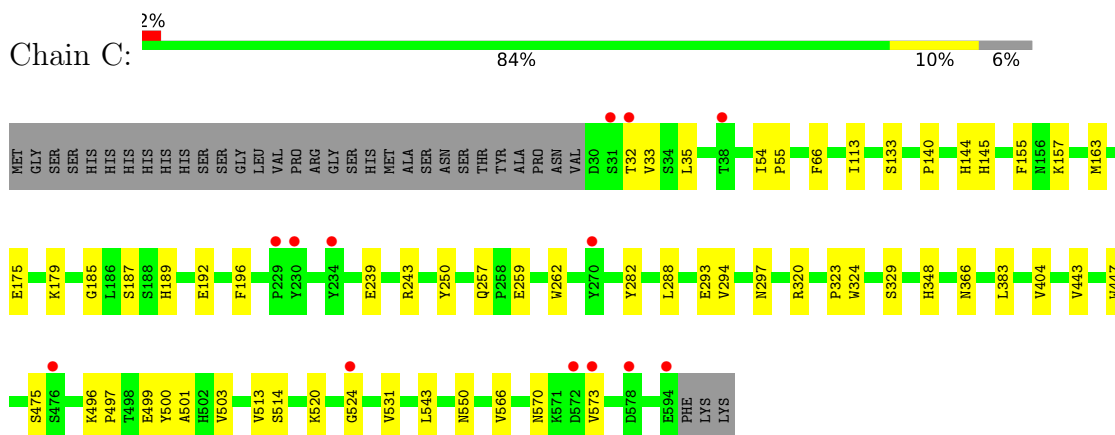 2%
Chain C:
84% 10% 6%
MET GLY SER SER HIS HIS HIS HIS HIS HIS SER SER GLY LEU VAL PRO ARG GLY SER HIS MET ALA SER ASN SER THR TYR ALA PRO ASN VAL D30 S31 T32 V33 S34 L35 T38 I54 P55 F66 I113 S133 P140 H144 H145 F155 N156 K157 M163
E175 K179 G185 L186 S187 S188 H189 E192 F196 P229 Y230 Y234 E239 R243 Y250 Q257 P258 E259 W262 Y270 Y282 L288 E293 V294 N297 R320 P323 W324 S329 H348 N366 L383 V404 V443
S475 S476 K496 P497 T498 E499 Y500 A501 H502 V503 V513 S514 K520 G524 V531 L543 N550 V566 N570 K571 D572 V573 D578 E594 PHE LYS LYS